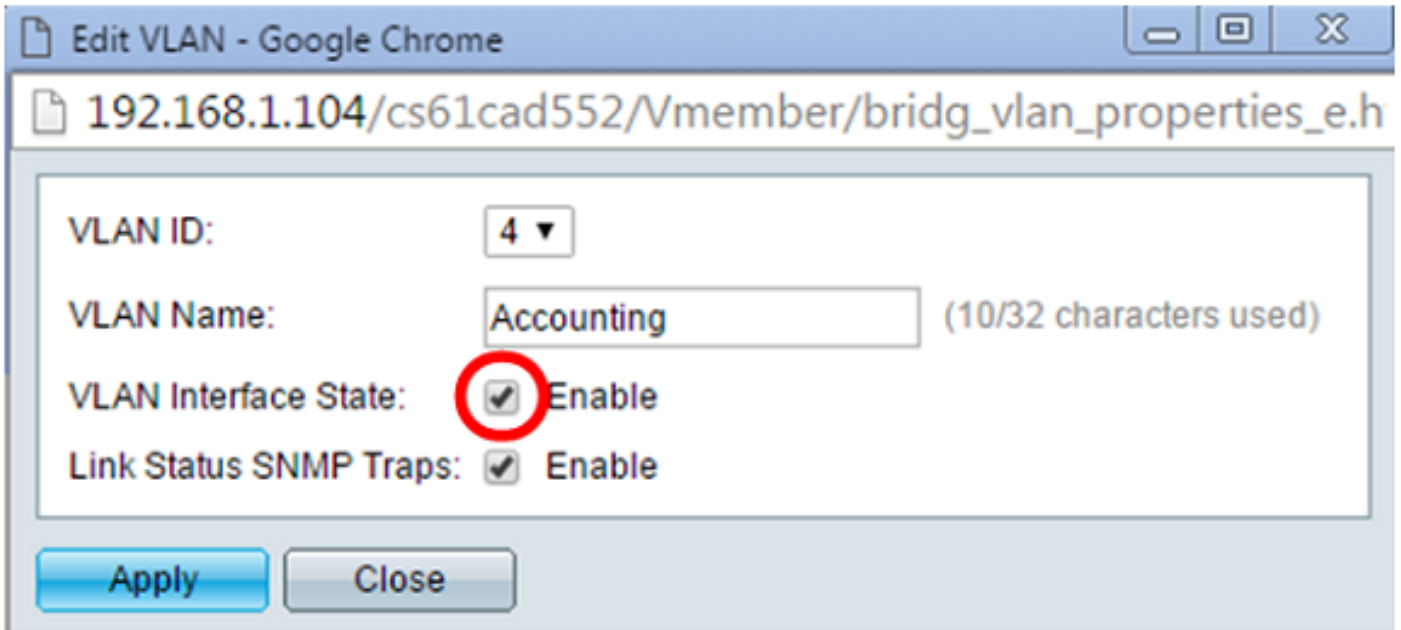 Edit VLAN - Google Chrome
192.168.1.104/cs61cad552/Vmember/bridg_vlan_properties_e.h
VLAN ID: 4
VLAN Name: Accounting (10/32 characters used)
VLAN Interface State: Enable
Link Status SNMP Traps: Enable
Apply Close